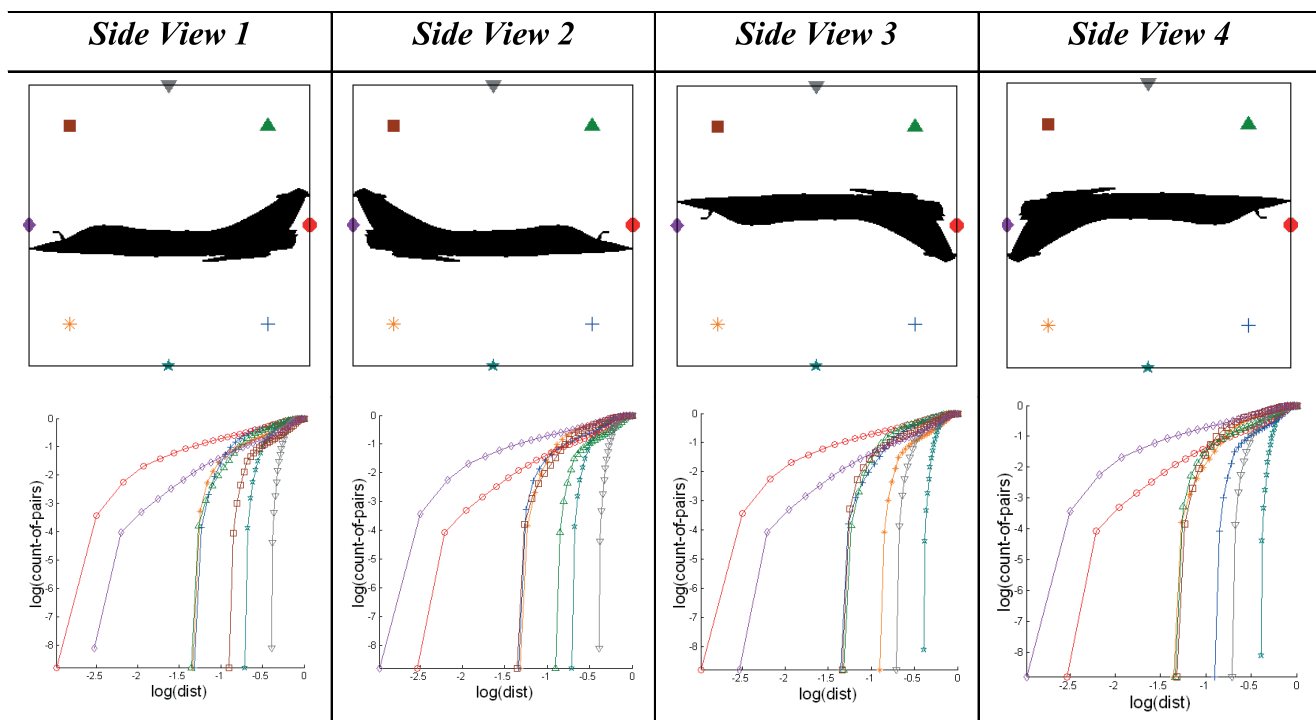 Side View 1 Side View 2 Side View 3 Side View 4
0 0 0 0
-1 -1 -1 -1
-2 -2 -2 -2
-3 -3 -3 -3
-4 -4 -4 -4
-5 -5 -5 -5
-6 -6 -6 -6
-7 -7 -7 -7
-8 -8 -8 -8
log(count-of-pairs) log(count-of-pairs) log(count-of-pairs) log(count-of-pairs)
-2.5 -2 -1.5 -1 -0.5 0 -2.5 -2 -1.5 -1 -0.5 0 -2.5 -2 -1.5 -1 -0.5 0 -2.5 -2 -1.5 -1 -0.5 0
log(dist) log(dist) log(dist) log(dist)